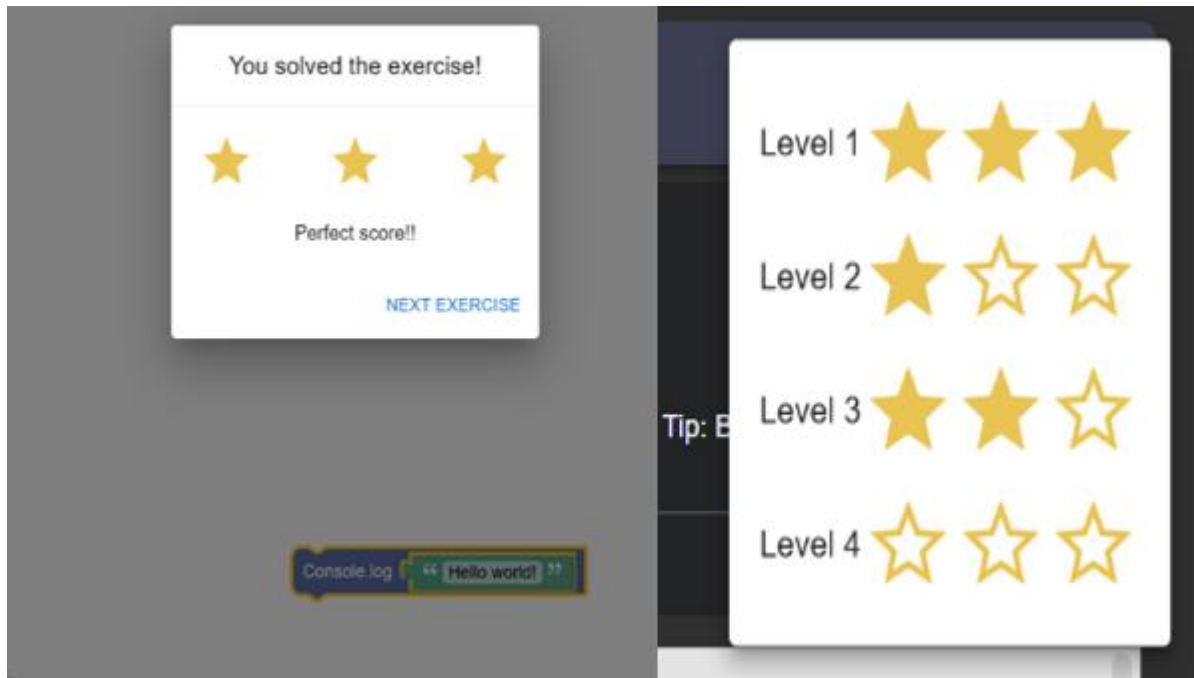 You solved the exercise!
Perfect score!!
NEXT EXERCISE
Console.log “ Hello world! ”
Level 1
Level 2
Level 3
Tip:
Level 4